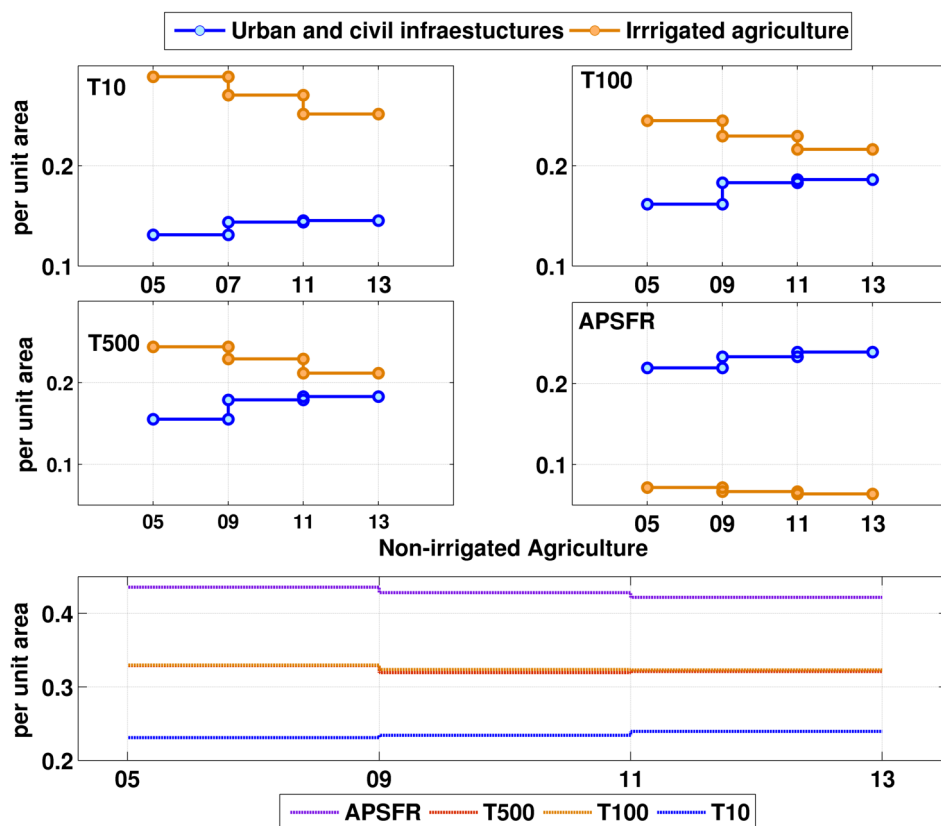 Urban and civil infraestuctures Irrrigated agriculture
T10
T100
per unit area
0.2
0.1
05 07 11 13
0.2
0.1
05 09 11 13
T500
APSFR
per unit area
0.2
0.1
05 09 11 13
0.2
0.1
05 09 11 13
Non-irrigated Agriculture
per unit area
0.4
0.3
0.2
05 09 11 13
APSFR T500 T100 T10